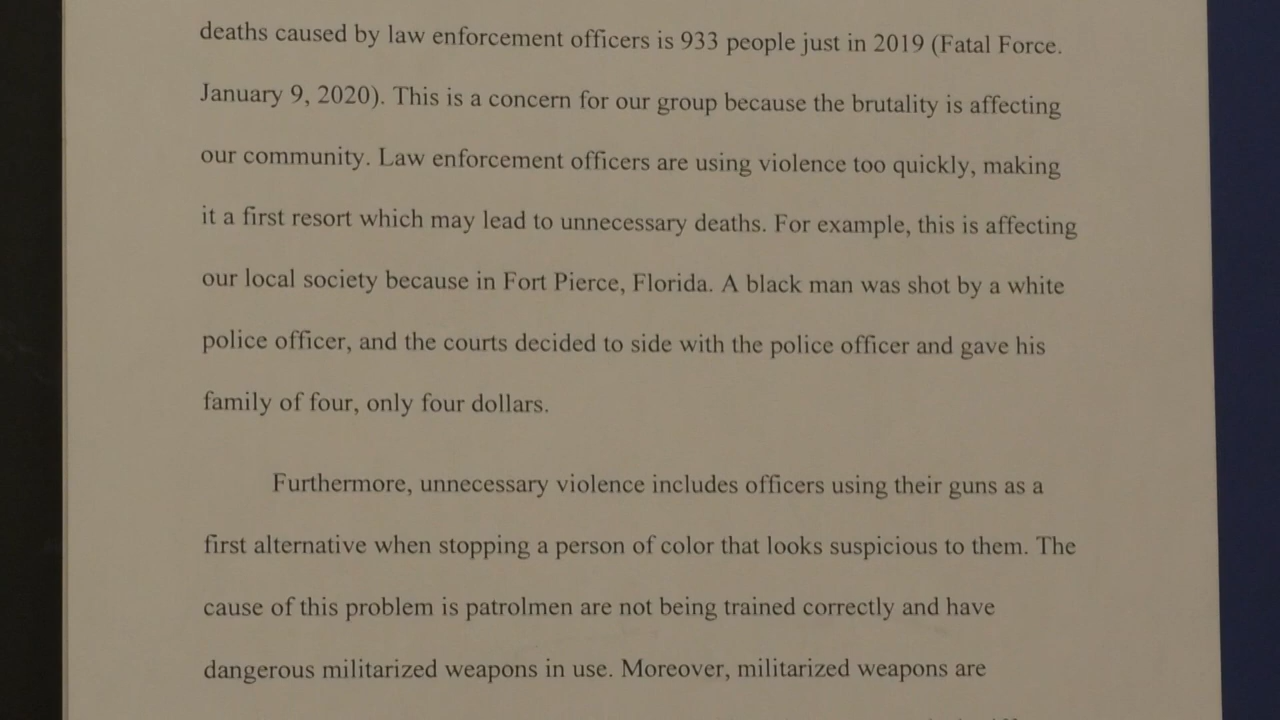 deaths caused by law enforcement officers is 933 people just in 2019 (Fatal Force.
January 9, 2020). This is a concern for our group because the brutality is affecting
our community. Law enforcement officers are using violence too quickly, making
it a first resort which may lead to unnecessary deaths. For example, this is affecting
our local society because in Fort Pierce, Florida. A black man was shot by a white
police officer, and the courts decided to side with the police officer and gave his
family of four, only four dollars.
Furthermore, unnecessary violence includes officers using their guns as a
first alternative when stopping a person of color that looks suspicious to them. The
cause of this problem is patrolmen are not being trained correctly and have
dangerous militarized weapons in use. Moreover, militarized weapons are